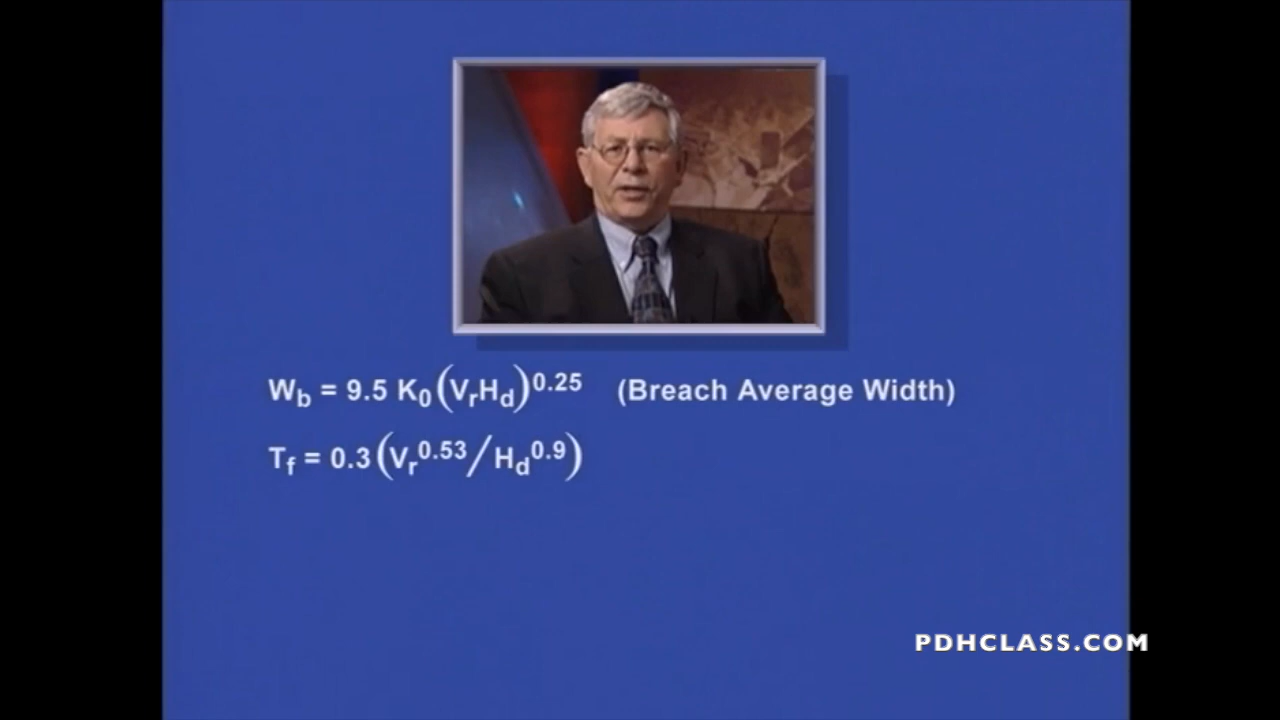 W_b = 9.5 K_0 (V_r H_d)^0.25 (Breach Average Width)
T_f = 0.3 (V_r^0.53 / H_d^0.9)
PDHCLASS.COM